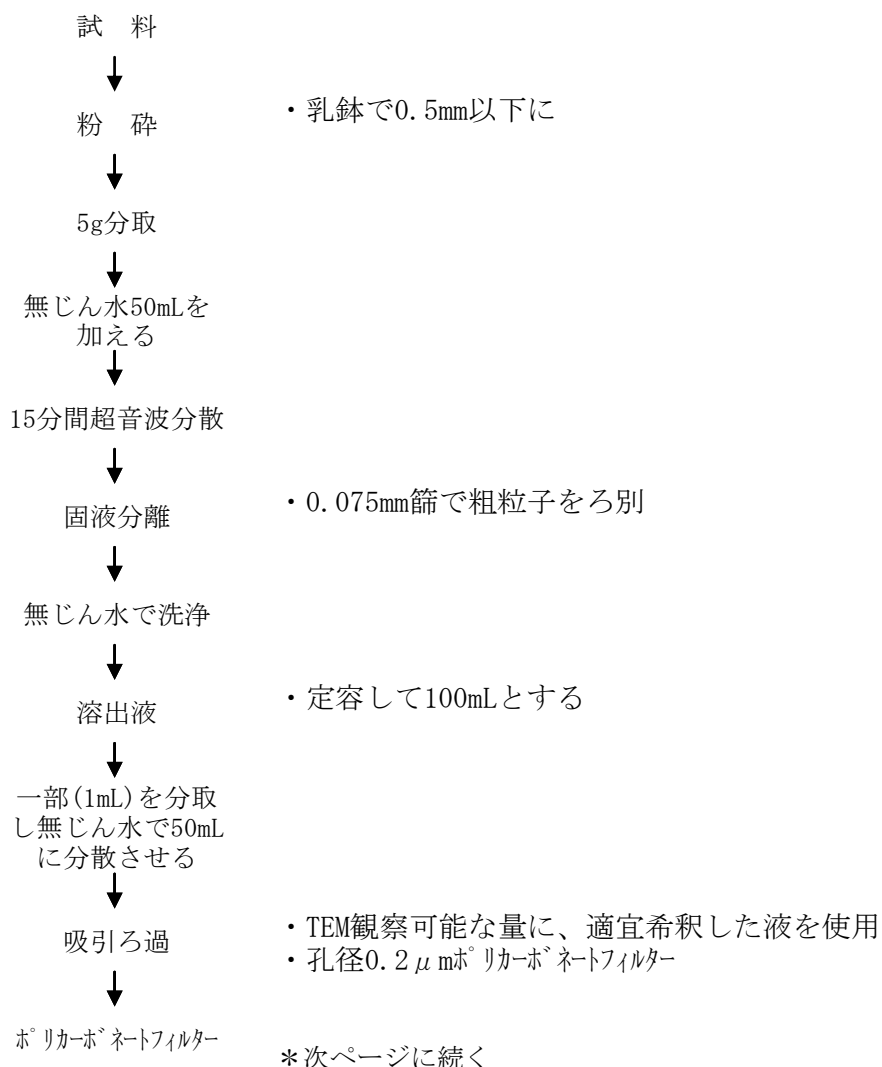 試　料
粉　砕
・乳鉢で0.5mm以下に
5g分取
無じん水50mLを
加える
15分間超音波分散
固液分離
・0.075mm篩で粗粒子をろ別
無じん水で洗浄
溶出液
・定容して100mLとする
一部(1mL)を分取
し無じん水で50mL
に分散させる
吸引ろ過
・TEM観察可能な量に、適宜希釈した液を使用
・孔径0.2μmﾎﾟﾘｶｰﾎﾞﾈｰﾄﾌｨﾙﾀｰ
ﾎﾟﾘｶｰﾎﾞﾈｰﾄﾌｨﾙﾀｰ
＊次ページに続く